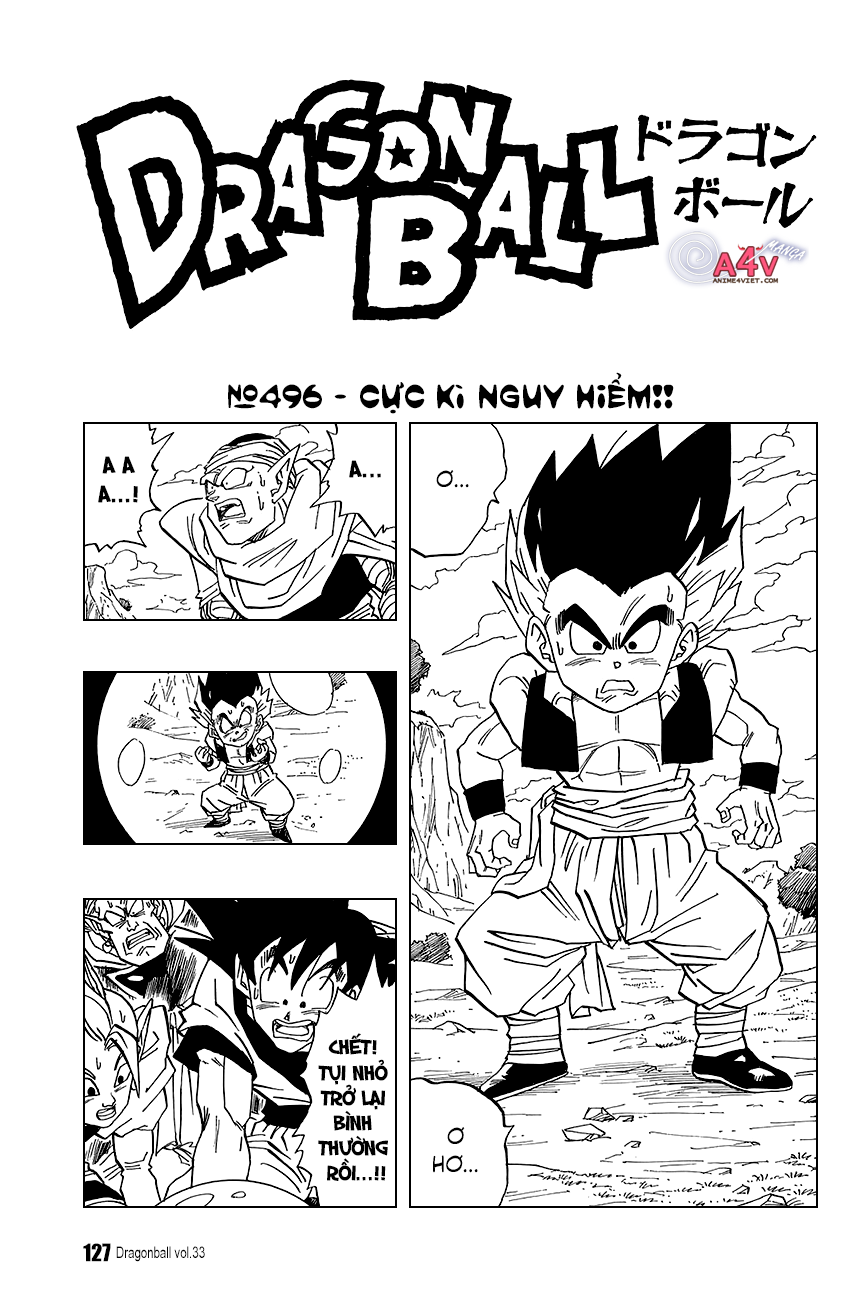 DRAGON BALL
ドラゴン
ボール
A4V MANGA
ANIME4VIET.COM
№496 - CỰC KÌ NGUY HIỂM!!
A A
A...!
A...
Ơ...
CHẾT!
TỤI NHỎ
TRỞ LẠI
BÌNH
THƯỜNG
RỒI...!!
Ơ
HƠ...
127 Dragonball vol.33